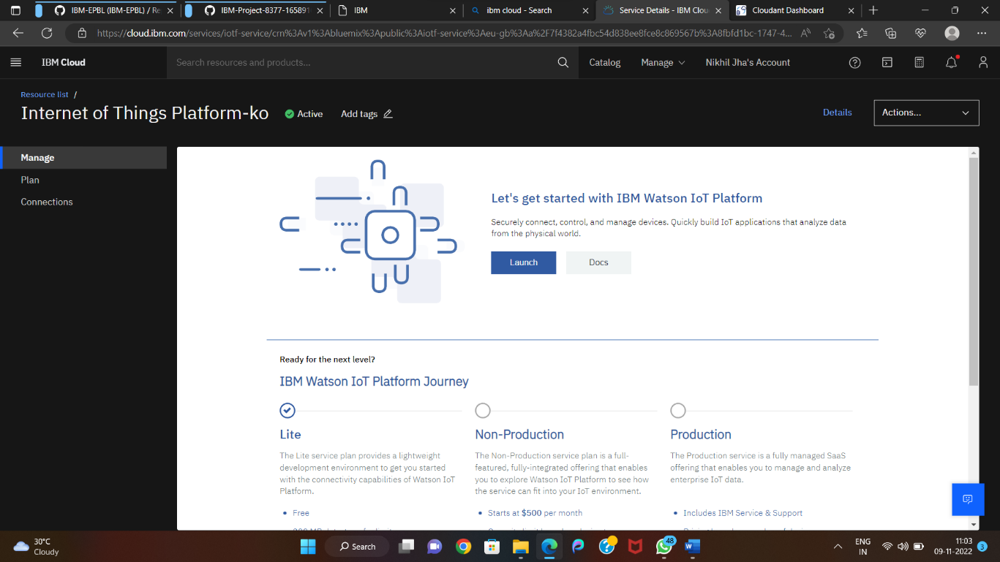 IBM-EPBL (IBM-EPBL) / Re
IBM-Project-8377-165891
IBM
ibm cloud - Search
Service Details - IBM Clou
Cloudant Dashboard
https://cloud.ibm.com/services/iotf-service/crn%3Av1%3Abluemix%3Apublic%3Aiotf-service%3Aeu-gb%3Aa%2F7f4382a4fbc54d838ee8fce8c869567b%3A8fbfd1bc-1747-4...
IBM Cloud
Search resources and products...
Catalog
Manage
Nikhil Jha's Account
Resource list /
Internet of Things Platform-ko
Active
Add tags
Details
Actions...
Manage
Plan
Connections
Let's get started with IBM Watson IoT Platform
Securely connect, control, and manage devices. Quickly build IoT applications that analyze data
from the physical world.
Launch
Docs
Ready for the next level?
IBM Watson IoT Platform Journey
Lite
The Lite service plan provides a lightweight
development environment to get you started
with the connectivity capabilities of Watson IoT
Platform.
• Free
Non-Production
The Non-Production service plan is a full-
featured, fully-integrated offering that enables
you to explore Watson IoT Platform to see how
the service can fit into your IoT environment.
• Starts at $500 per month
Production
The Production service is a fully managed SaaS
offering that enables you to manage and analyze
enterprise IoT data.
• Includes IBM Service & Support
30°C
Cloudy
Search
48
ENG
IN
11:03
09-11-2022
3